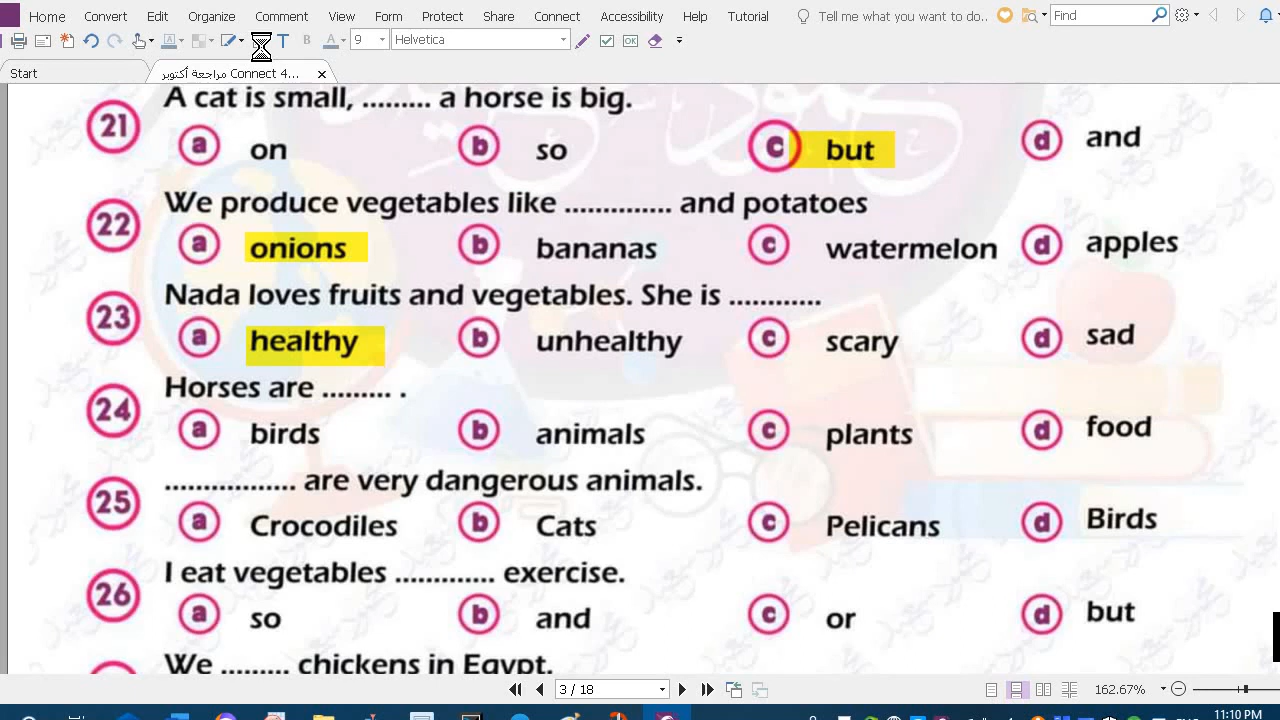 Home Convert Edit Organize Comment View Form Protect Share Connect Accessibility Help Tutorial Tell me what you want to do.. Find
9 Helvetica
Start مراجعة أكتوبر Connect 4...
A cat is small, ......... a horse is big.
21
a on b so c but d and
We produce vegetables like .............. and potatoes
22
a onions b bananas c watermelon d apples
Nada loves fruits and vegetables. She is ............
23
a healthy b unhealthy c scary d sad
Horses are ......... .
24
a birds b animals c plants d food
................. are very dangerous animals.
25
a Crocodiles b Cats c Pelicans d Birds
I eat vegetables ............. exercise.
26
a so b and c or d but
We ......... chickens in Egypt.
3 / 18 162.67%
11:10 PM